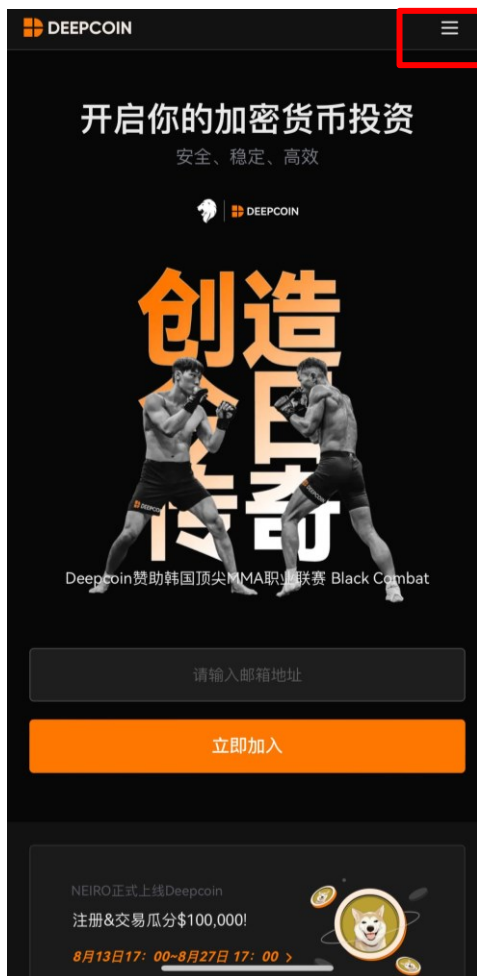 DEEPCOIN
开启你的加密货币投资
安全、稳定、高效
DEEPCOIN
创造
今日
传奇
DEEPCOIN
Deepcoin赞助韩国顶尖MMA职业联赛 Black Combat
请输入邮箱地址
立即加入
NEIRO正式上线Deepcoin
注册&交易瓜分$100,000!
8月13日17：00~8月27日 17：00 >